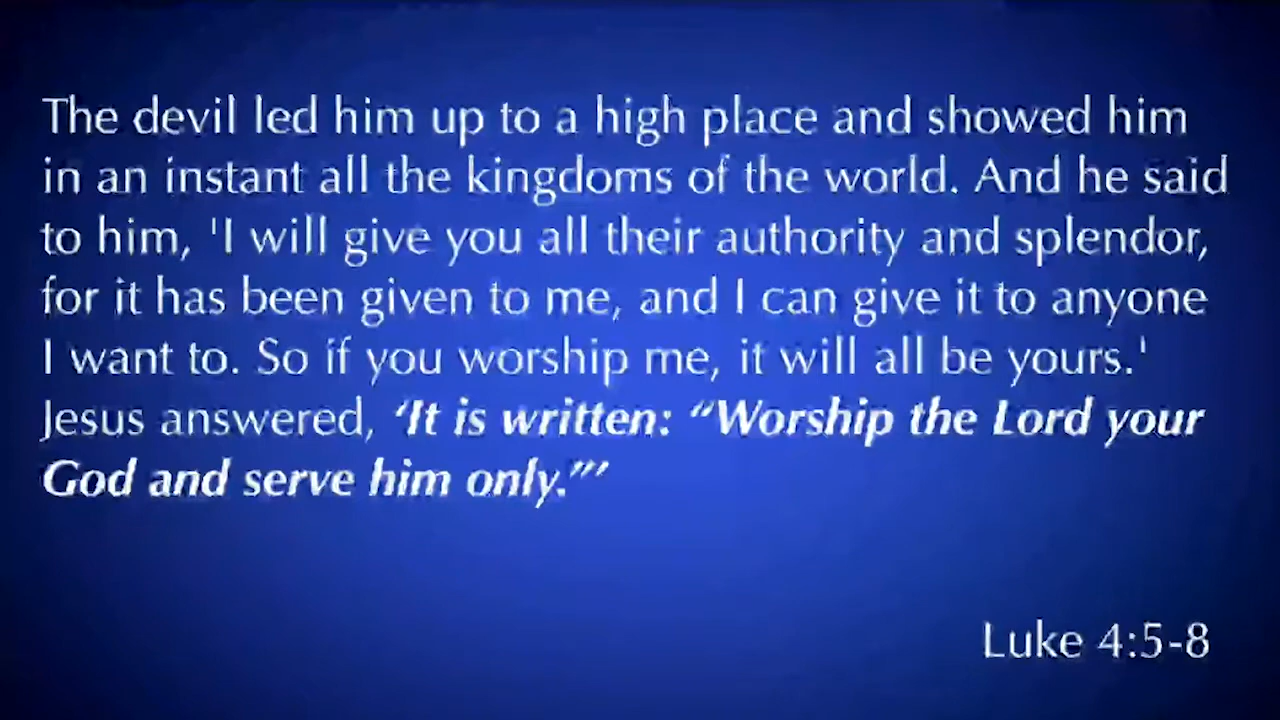 The devil led him up to a high place and showed him
in an instant all the kingdoms of the world. And he said
to him, 'I will give you all their authority and splendor,
for it has been given to me, and I can give it to anyone
I want to. So if you worship me, it will all be yours.'
Jesus answered, ‘It is written: “Worship the Lord your
God and serve him only.”’
Luke 4:5-8